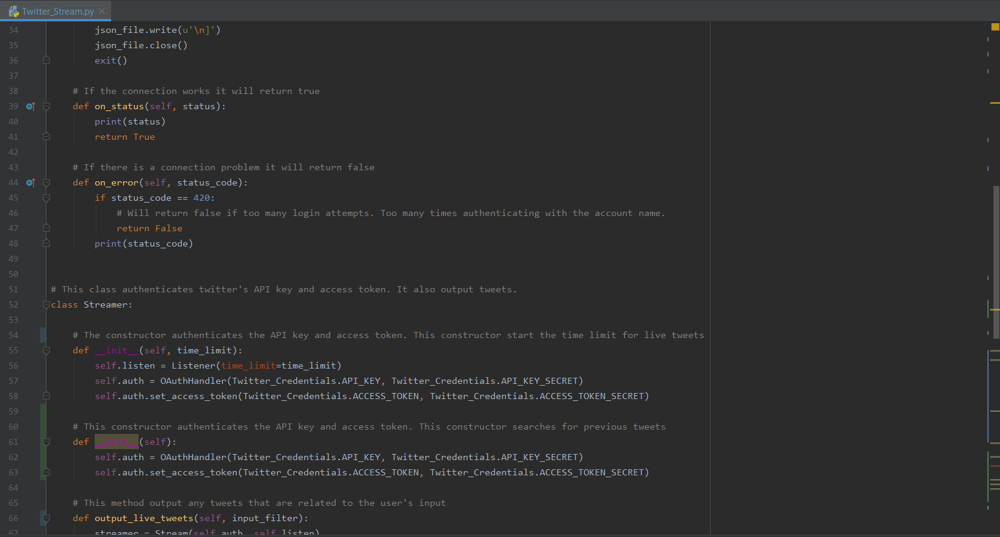 Twitter_Stream.py
34 json_file.write(u'\n]')
35 json_file.close()
36 exit()
37
38 # If the connection works it will return true
39 def on_status(self, status):
40 print(status)
41 return True
42
43 # If there is a connection problem it will return false
44 def on_error(self, status_code):
45 if status_code == 420:
46 # Will return false if too many login attempts. Too many times authenticating with the account name.
47 return False
48 print(status_code)
49
50
51 # This class authenticates twitter's API key and access token. It also output tweets.
52 class Streamer:
53
54 # The constructor authenticates the API key and access token. This constructor start the time limit for live tweets
55 def __init__(self, time_limit):
56 self.listen = Listener(time_limit=time_limit)
57 self.auth = OAuthHandler(Twitter_Credentials.API_KEY, Twitter_Credentials.API_KEY_SECRET)
58 self.auth.set_access_token(Twitter_Credentials.ACCESS_TOKEN, Twitter_Credentials.ACCESS_TOKEN_SECRET)
59
60 # This constructor authenticates the API key and access token. This constructor searches for previous tweets
61 def __init__(self):
62 self.auth = OAuthHandler(Twitter_Credentials.API_KEY, Twitter_Credentials.API_KEY_SECRET)
63 self.auth.set_access_token(Twitter_Credentials.ACCESS_TOKEN, Twitter_Credentials.ACCESS_TOKEN_SECRET)
64
65 # This method output any tweets that are related to the user's input
66 def output_live_tweets(self, input_filter):
67 streamer = Stream(self.auth, self.listen)